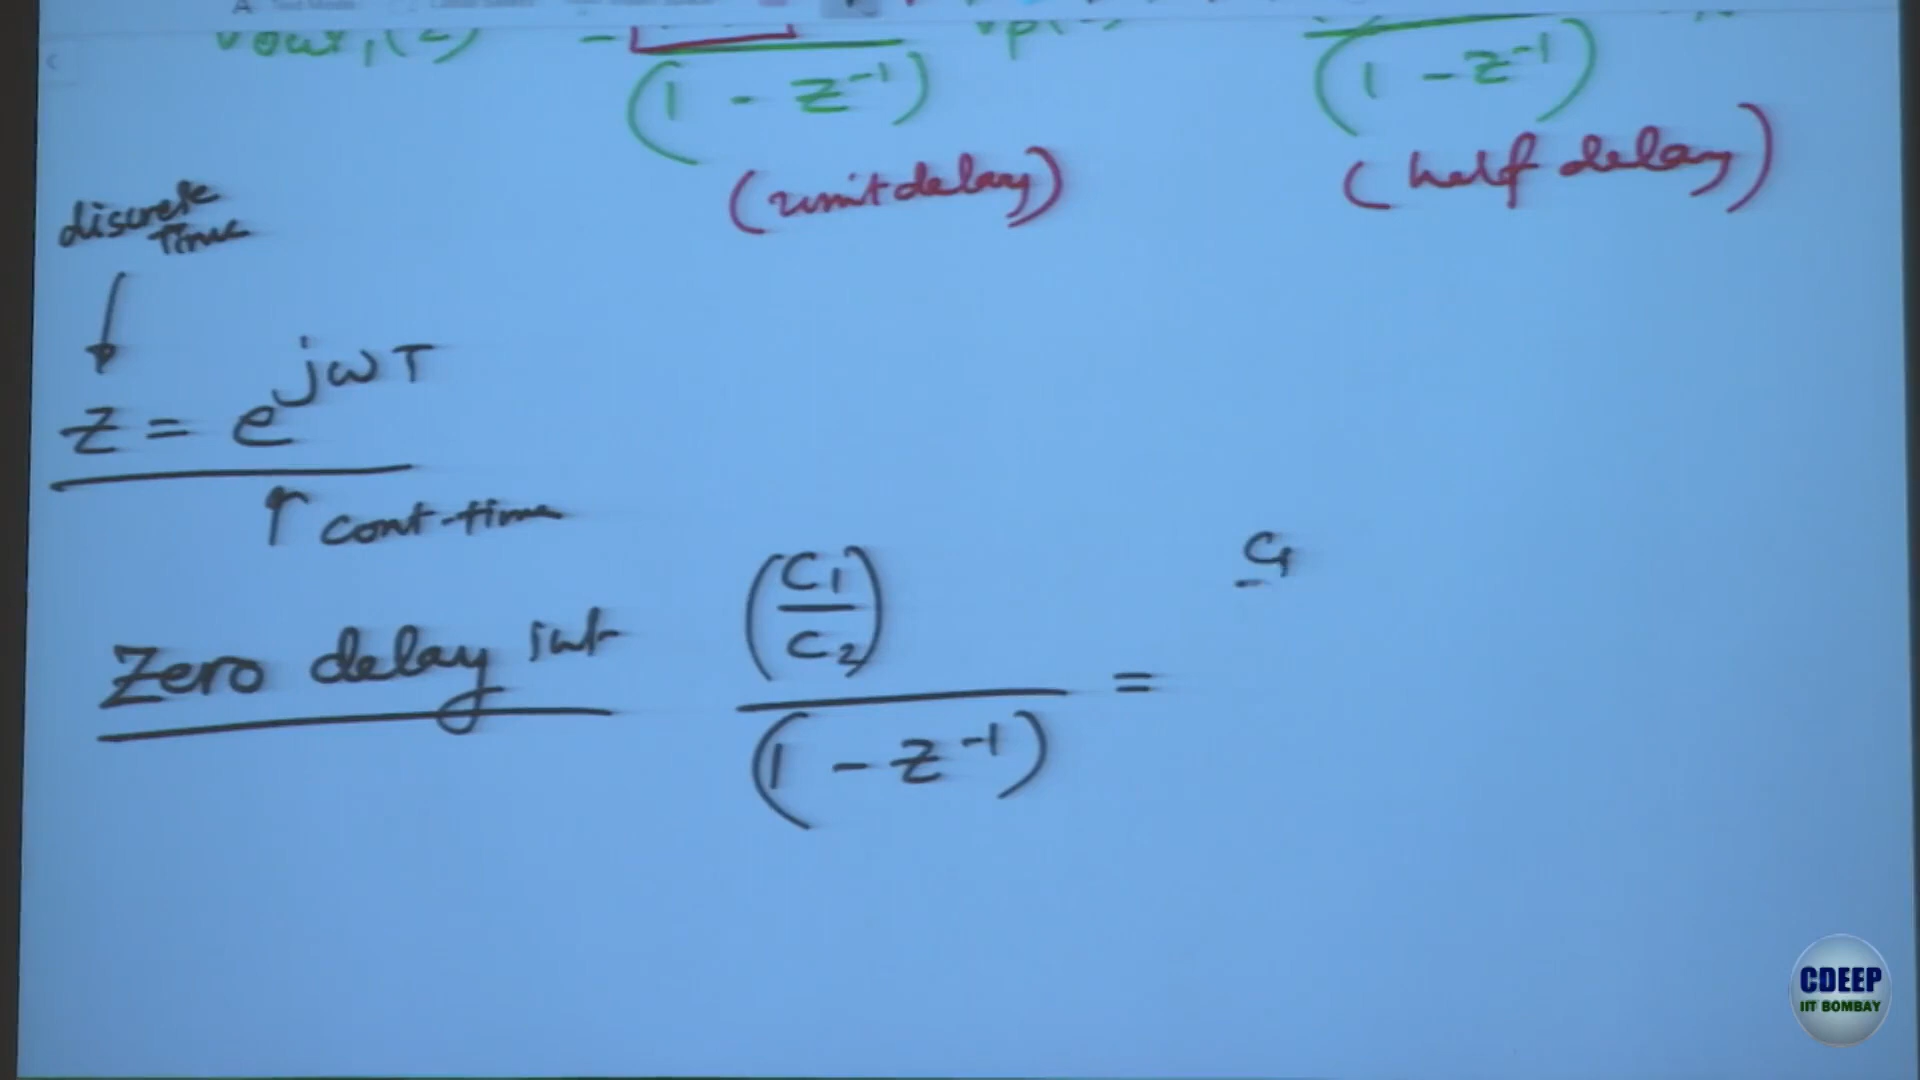 (1 - z⁻¹) (1 - z⁻¹)
(unit delay) (half delay)
discrete
time
z = e^jωT
↑ cont-time
Zero delay int (C₁/C₂) / (1 - z⁻¹) = C₁
CDEEP
IIT BOMBAY